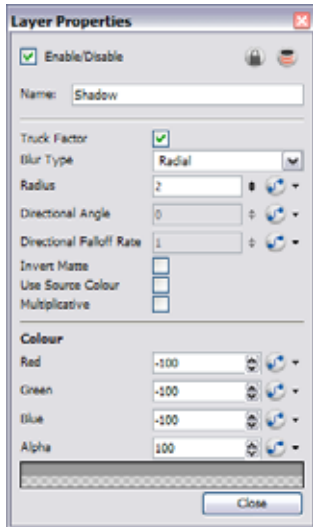 Layer Properties
Enable/Disable
Name: Shadow
Truck Factor
Blur Type Radial
Radius 2
Directional Angle 0
Directional Falloff Rate 1
Invert Matte
Use Source Colour
Multiplicative
Colour
Red -100
Green -100
Blue -100
Alpha 100
Close